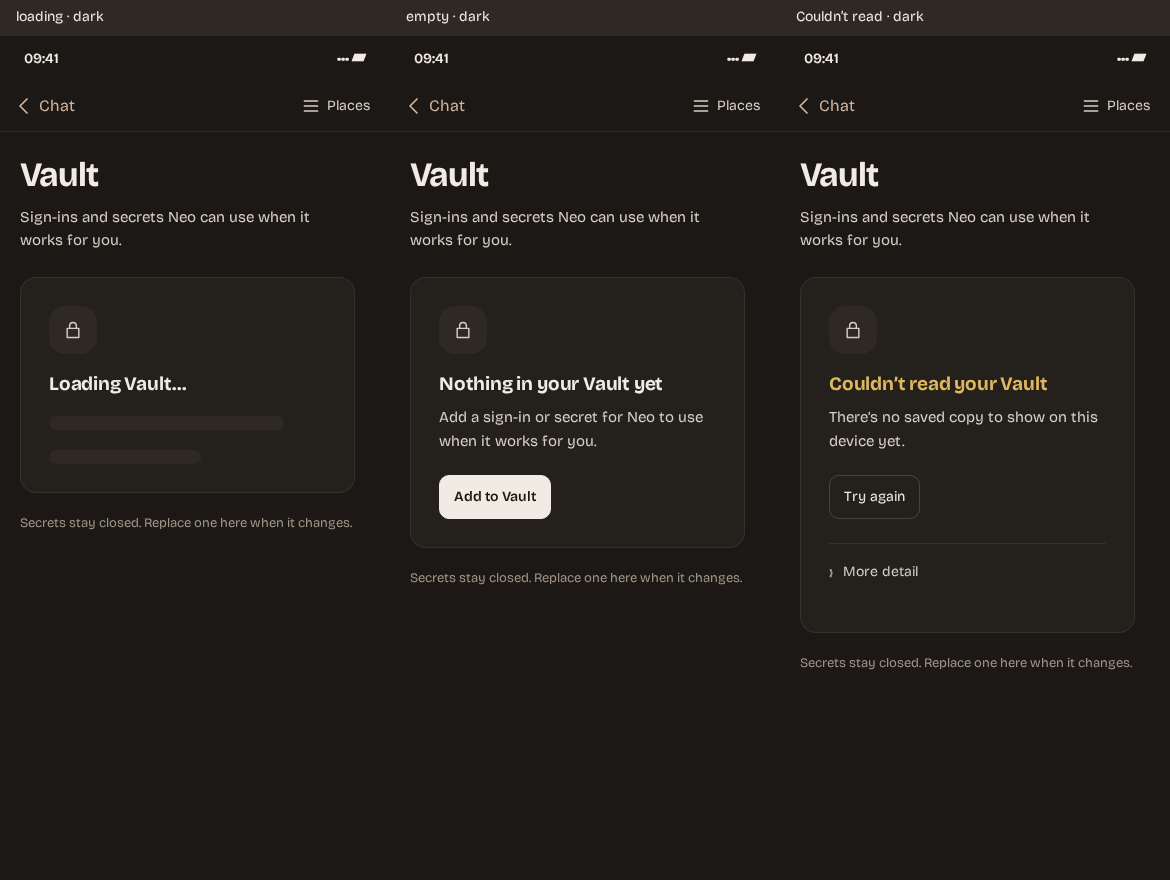 loading · dark
09:41
Chat
Places
Vault
Sign-ins and secrets Neo can use when it
works for you.
Loading Vault…
Secrets stay closed. Replace one here when it changes.
empty · dark
09:41
Chat
Places
Vault
Sign-ins and secrets Neo can use when it
works for you.
Nothing in your Vault yet
Add a sign-in or secret for Neo to use
when it works for you.
Add to Vault
Secrets stay closed. Replace one here when it changes.
Couldn’t read · dark
09:41
Chat
Places
Vault
Sign-ins and secrets Neo can use when it
works for you.
Couldn’t read your Vault
There’s no saved copy to show on this
device yet.
Try again
More detail
Secrets stay closed. Replace one here when it changes.